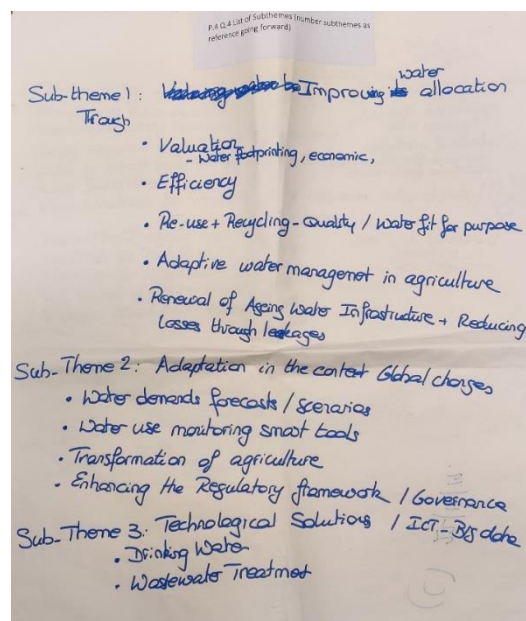 P.4 Q.4 List of Subthemes (number subthemes as
reference going forward)
Sub-theme 1: Improving water allocation
Trough
• Valuation
- Water footprinting, economic,
• Efficiency
• Re-use + Recycling - Quality / Water fit for purpose
• Adaptive water managemet in agriculture
• Renewal of Ageing Water Infrastructure + Reducing
losses through leakages
Sub-Theme 2: Adaptation in the context Global changes
• Water demands forecasts / scenarios
• Water use monitoring smart tools
• Transformation of agriculture
• Enhancing the Regulatory framework / Governance
Sub-Theme 3: Technological Solutions / ICT - Big data
• Drinking Water
• Wastewater Treatmet